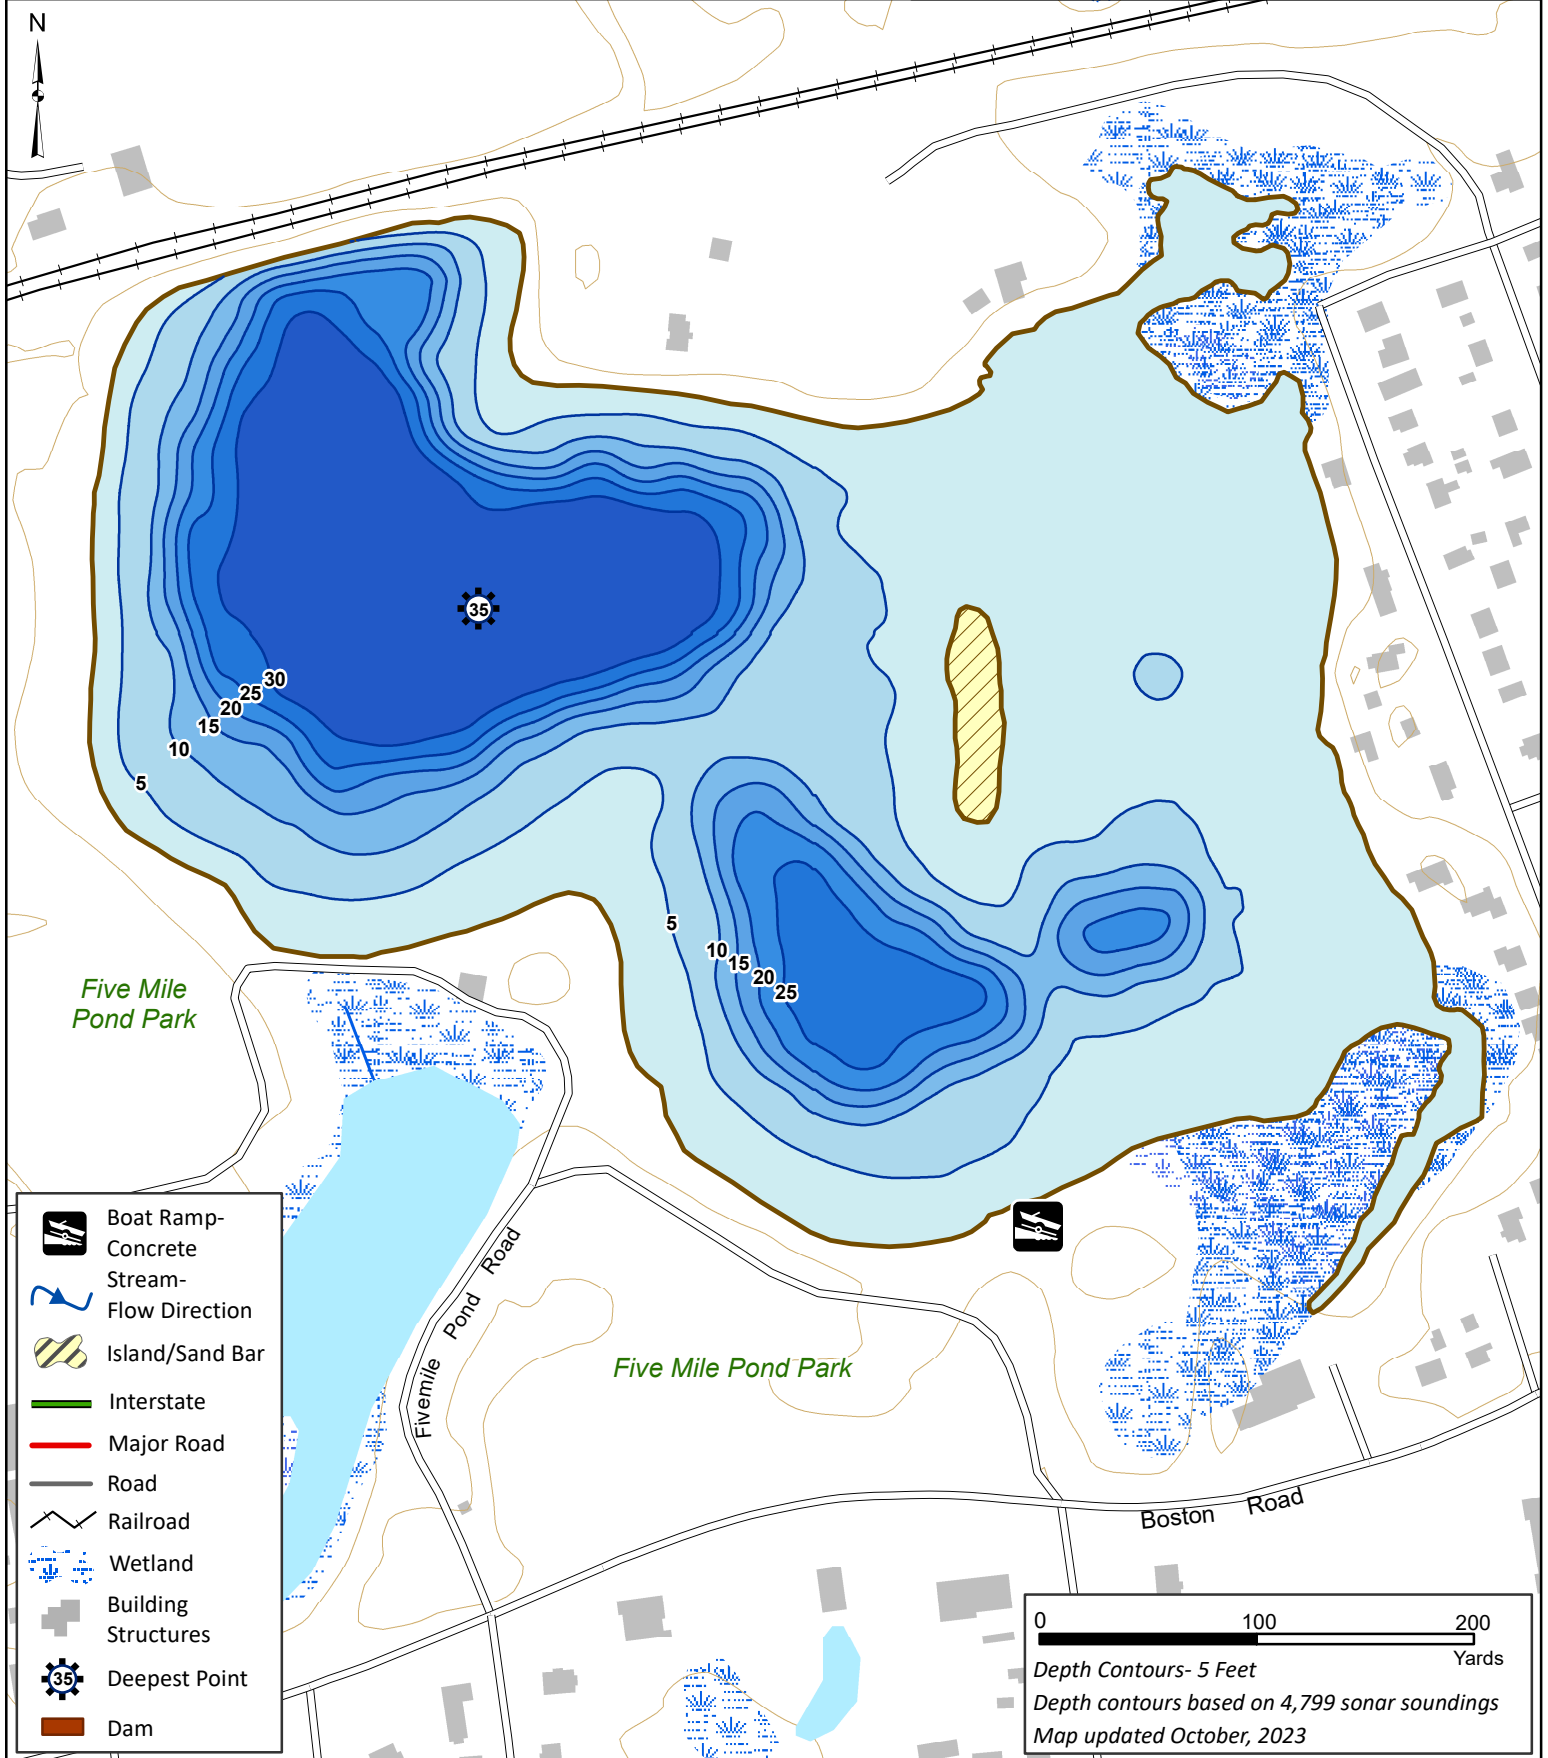 N
35
30
25
20
15
10
5
5
10
15
20
25
Five Mile
Pond Park
Fivemile Pond Road
Five Mile Pond Park
Boston Road
Boat Ramp-
Concrete
Stream-
Flow Direction
Island/Sand Bar
Interstate
Major Road
Road
Railroad
Wetland
Building
Structures
35
Deepest Point
Dam
0 100 200
Yards
Depth Contours- 5 Feet
Depth contours based on 4,799 sonar soundings
Map updated October, 2023